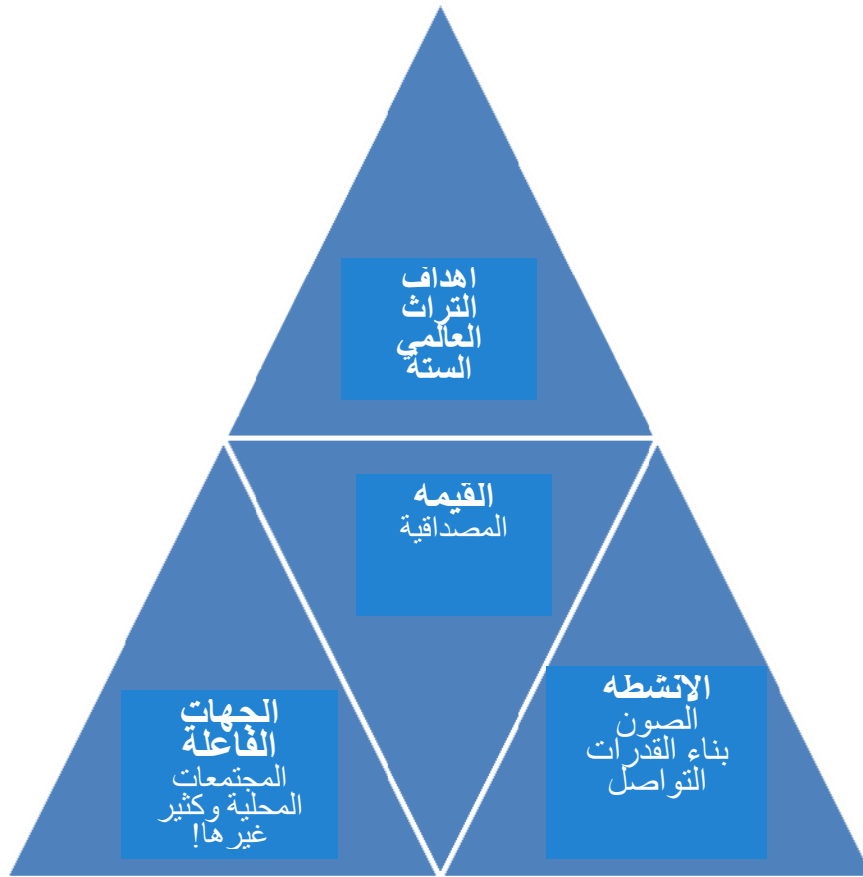 اهداف
التراث
العالمي
الستة
القيمه
المصداقية
الانشطه
الصون
بناء القدرات
التواصل
الجهات
الفاعلة
المجتمعات
المحلية وكثير
غيرها!